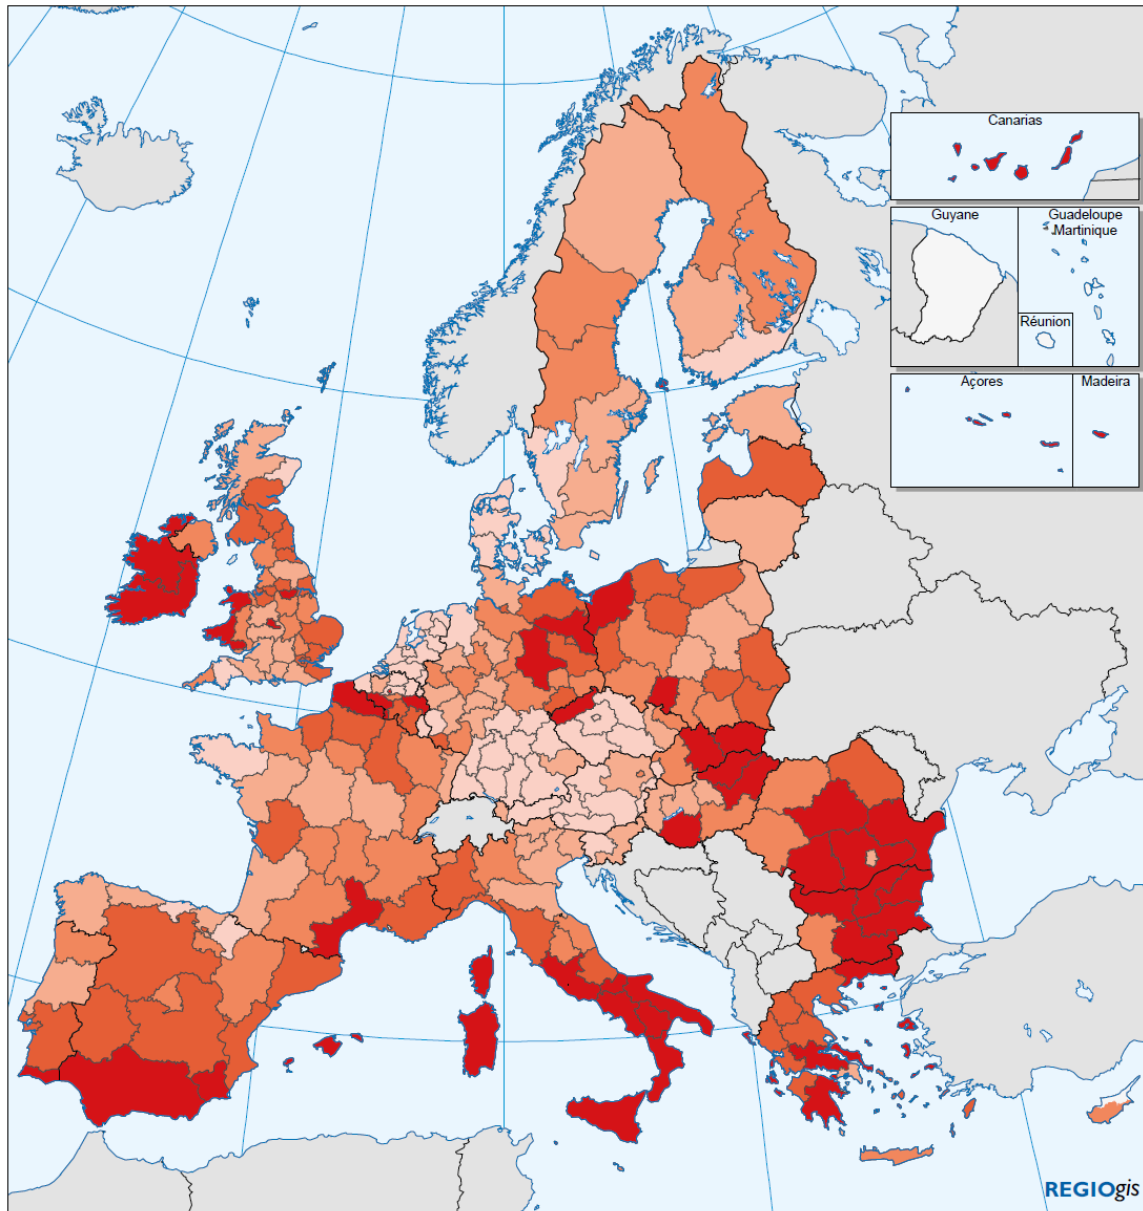 Canarias
Guyane
Guadeloupe
Martinique
Réunion
Açores
Madeira
REGIOgis